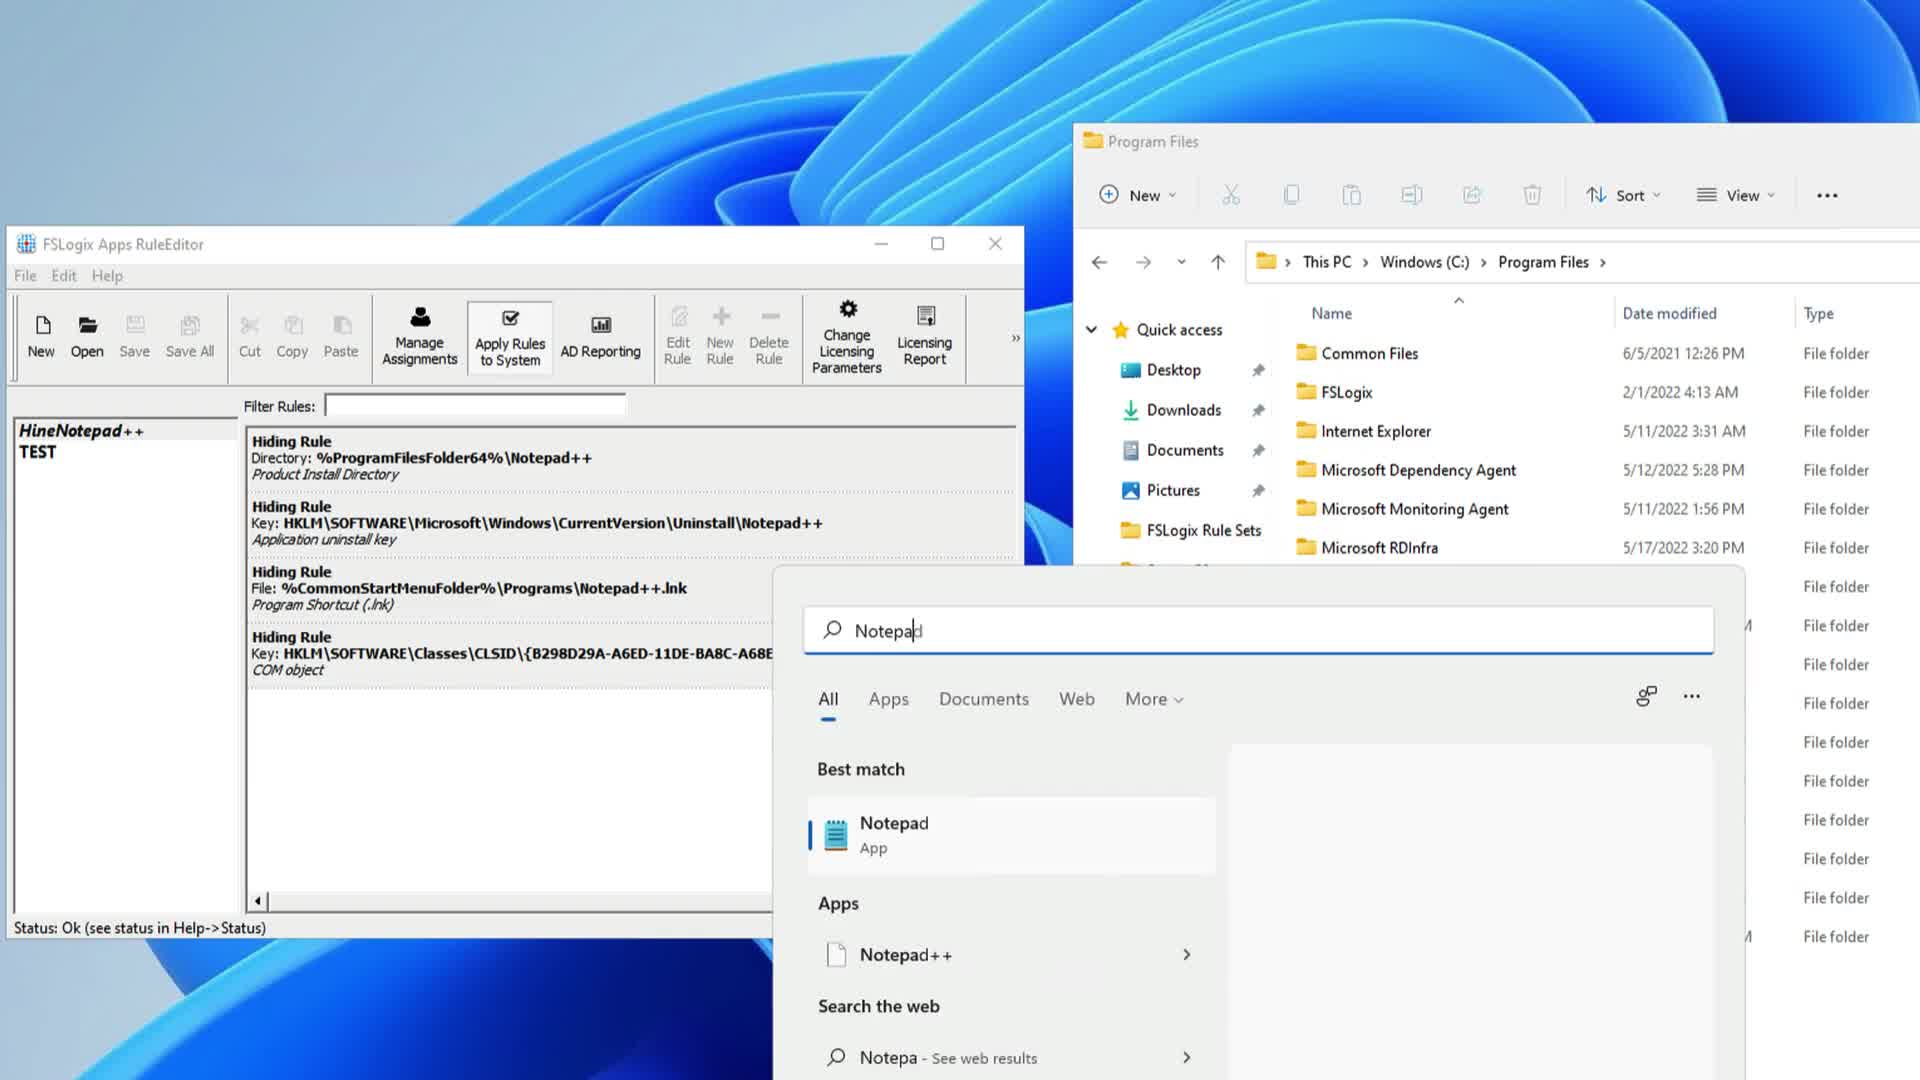 Program Files
New
Sort
View
FSLogix Apps RuleEditor
File Edit Help
This PC > Windows (C:) > Program Files >
New
Open
Save
Save All
Cut
Copy
Paste
Manage
Assignments
Apply Rules
to System
AD Reporting
Edit
Rule
New
Rule
Delete
Rule
Change
Licensing
Parameters
Licensing
Report
»
Name Date modified Type
Quick access
Desktop
Downloads
Documents
Pictures
FSLogix Rule Sets
Common Files 6/5/2021 12:26 PM File folder
FSLogix 2/1/2022 4:13 AM File folder
Internet Explorer 5/11/2022 3:31 AM File folder
Microsoft Dependency Agent 5/12/2022 5:28 PM File folder
Microsoft Monitoring Agent 5/11/2022 1:56 PM File folder
Microsoft RDInfra 5/17/2022 3:20 PM File folder
File folder
File folder
File folder
File folder
File folder
File folder
File folder
File folder
File folder
File folder
Filter Rules:
HineNotepad++
TEST
Hiding Rule
Directory: %ProgramFilesFolder64%\Notepad++
Product Install Directory
Hiding Rule
Key: HKLM\SOFTWARE\Microsoft\Windows\CurrentVersion\Uninstall\Notepad++
Application uninstall key
Hiding Rule
File: %CommonStartMenuFolder%\Programs\Notepad++.lnk
Program Shortcut (.lnk)
Hiding Rule
Key: HKLM\SOFTWARE\Classes\CLSID\{B298D29A-A6ED-11DE-BA8C-A68E
COM object
Status: Ok (see status in Help->Status)
Notepad
All Apps Documents Web More
Best match
Notepad
App
Apps
Notepad++
Search the web
Notepa - See web results